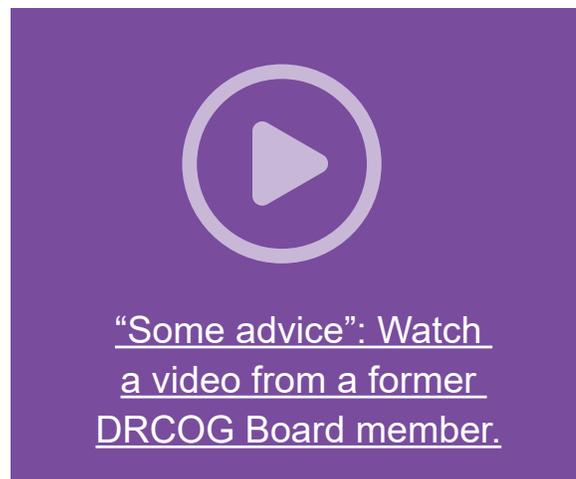 “Some advice”: Watch
a video from a former
DRCOG Board member.